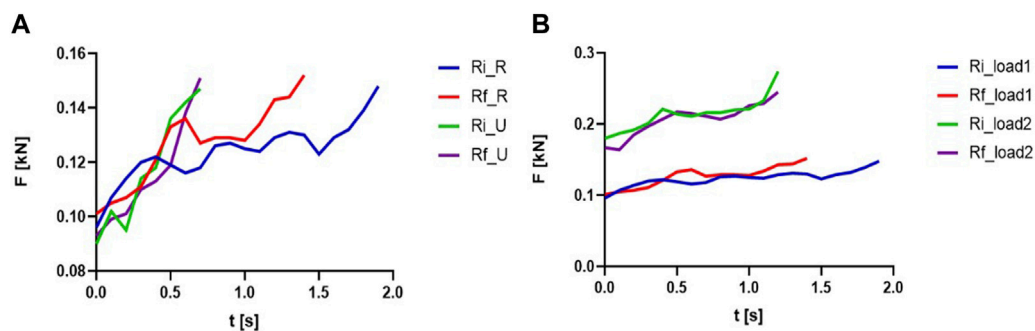 A
F [kN]
0.16
0.14
0.12
0.10
0.08
0.0 0.5 1.0 1.5 2.0
t [s]
Ri_R
Rf_R
Ri_U
Rf_U
B
F [kN]
0.3
0.2
0.1
0.0
0.0 0.5 1.0 1.5 2.0
t [s]
Ri_load1
Rf_load1
Ri_load2
Rf_load2